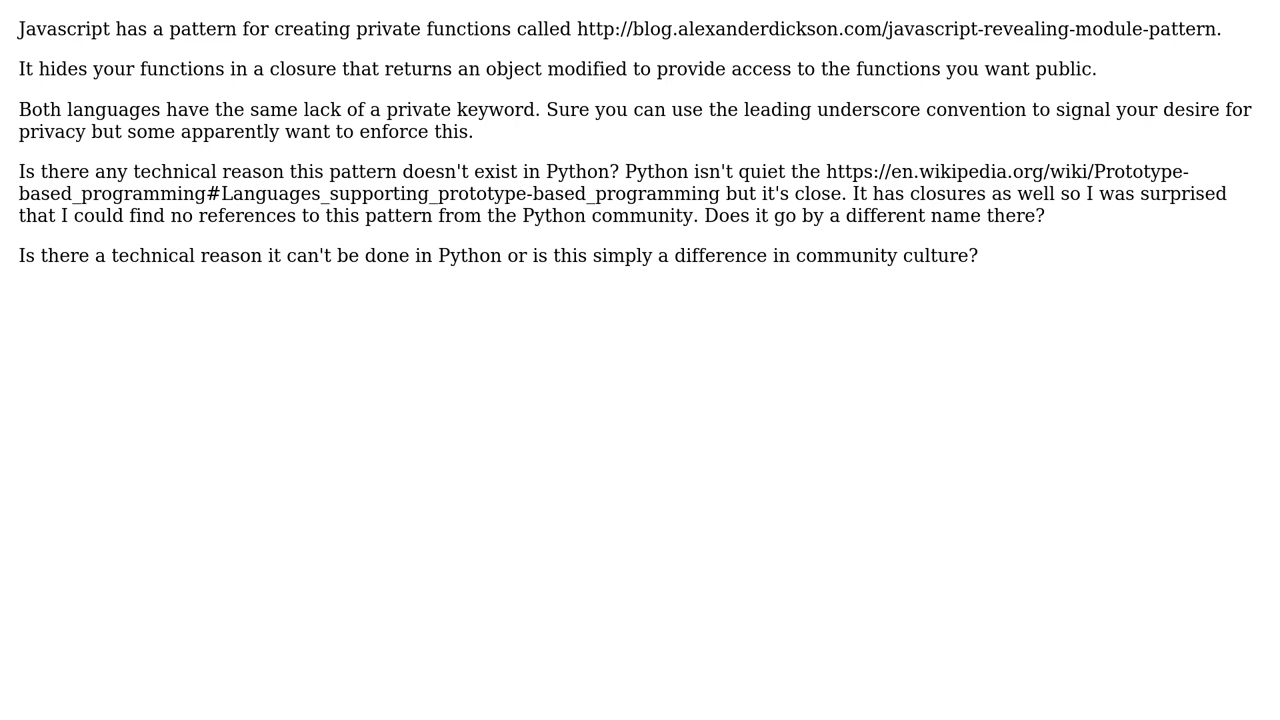 Javascript has a pattern for creating private functions called http://blog.alexanderdickson.com/javascript-revealing-module-pattern.
It hides your functions in a closure that returns an object modified to provide access to the functions you want public.
Both languages have the same lack of a private keyword. Sure you can use the leading underscore convention to signal your desire for
privacy but some apparently want to enforce this.
Is there any technical reason this pattern doesn't exist in Python? Python isn't quiet the https://en.wikipedia.org/wiki/Prototype-
based_programming#Languages_supporting_prototype-based_programming but it's close. It has closures as well so I was surprised
that I could find no references to this pattern from the Python community. Does it go by a different name there?
Is there a technical reason it can't be done in Python or is this simply a difference in community culture?